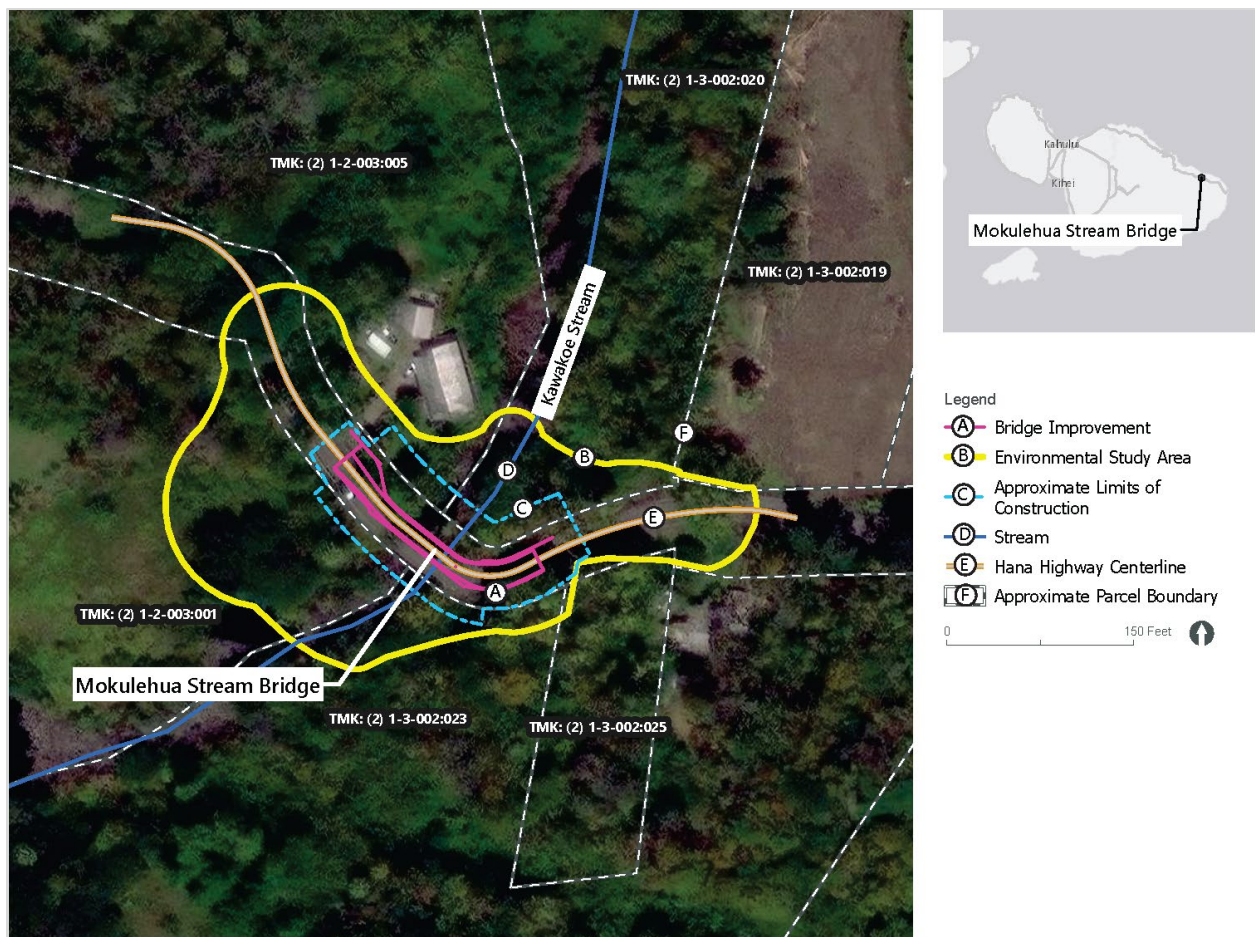 TMK: (2) 1-3-002:020
TMK: (2) 1-2-003:005
TMK: (2) 1-3-002:019
Kawakoe Stream
F
B
D
C
E
A
TMK: (2) 1-2-003:001
Mokulehua Stream Bridge
TMK: (2) 1-3-002:023
TMK: (2) 1-3-002:025
Kahului
Kihei
Mokulehua Stream Bridge
Legend
A Bridge Improvement
B Environmental Study Area
C Approximate Limits of
Construction
D Stream
E Hana Highway Centerline
F Approximate Parcel Boundary
0 150 Feet